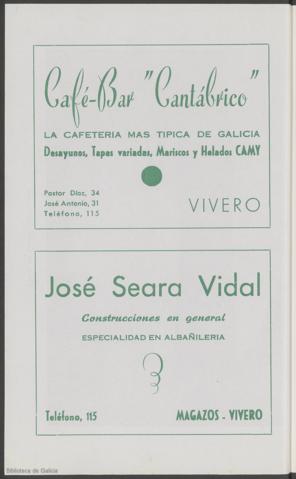 Café-Bar "Cantábrico"
LA CAFETERIA MAS TIPICA DE GALICIA
Desayunos, Tapas variadas, Mariscos y Helados CAMY
Pastor Díaz, 34
José Antonio, 31
Teléfono, 115
VIVERO
José Seara Vidal
Construcciones en general
ESPECIALIDAD EN ALBAÑILERIA
Teléfono, 115
MAGAZOS - VIVERO
Biblioteca de Galicia